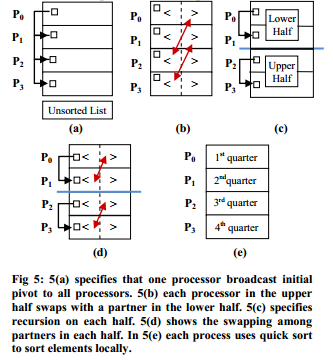 P0
P1
P2
P3
Unsorted List
(a)
P0 < >
P1 < >
P2 < >
P3 < >
(b)
P0
P1
P2
P3
Lower
Half
Upper
Half
(c)
P0 < >
P1 < >
P2 < >
P3 < >
(d)
P0 1st quarter
P1 2nd quarter
P2 3rd quarter
P3 4th quarter
(e)
Fig 5: 5(a) specifies that one processor broadcast initial
pivot to all processors. 5(b) each processor in the upper
half swaps with a partner in the lower half. 5(c) specifies
recursion on each half. 5(d) shows the swapping among
partners in each half. In 5(e) each process uses quick sort
to sort elements locally.